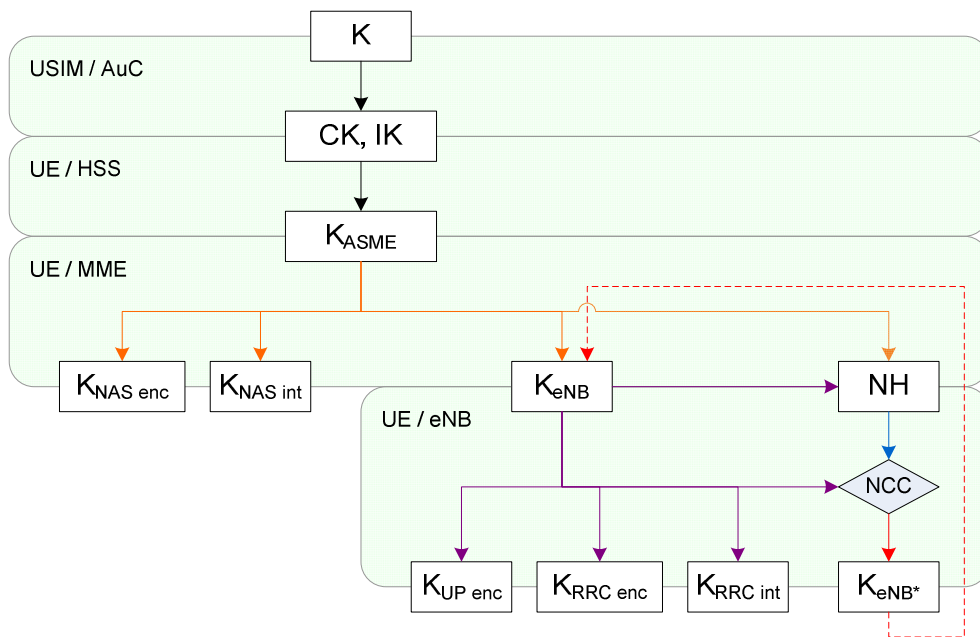 K
USIM / AuC
CK, IK
UE / HSS
KASME
UE / MME
KNAS enc
KNAS int
KeNB
NH
UE / eNB
NCC
KUP enc
KRRC enc
KRRC int
KeNB*